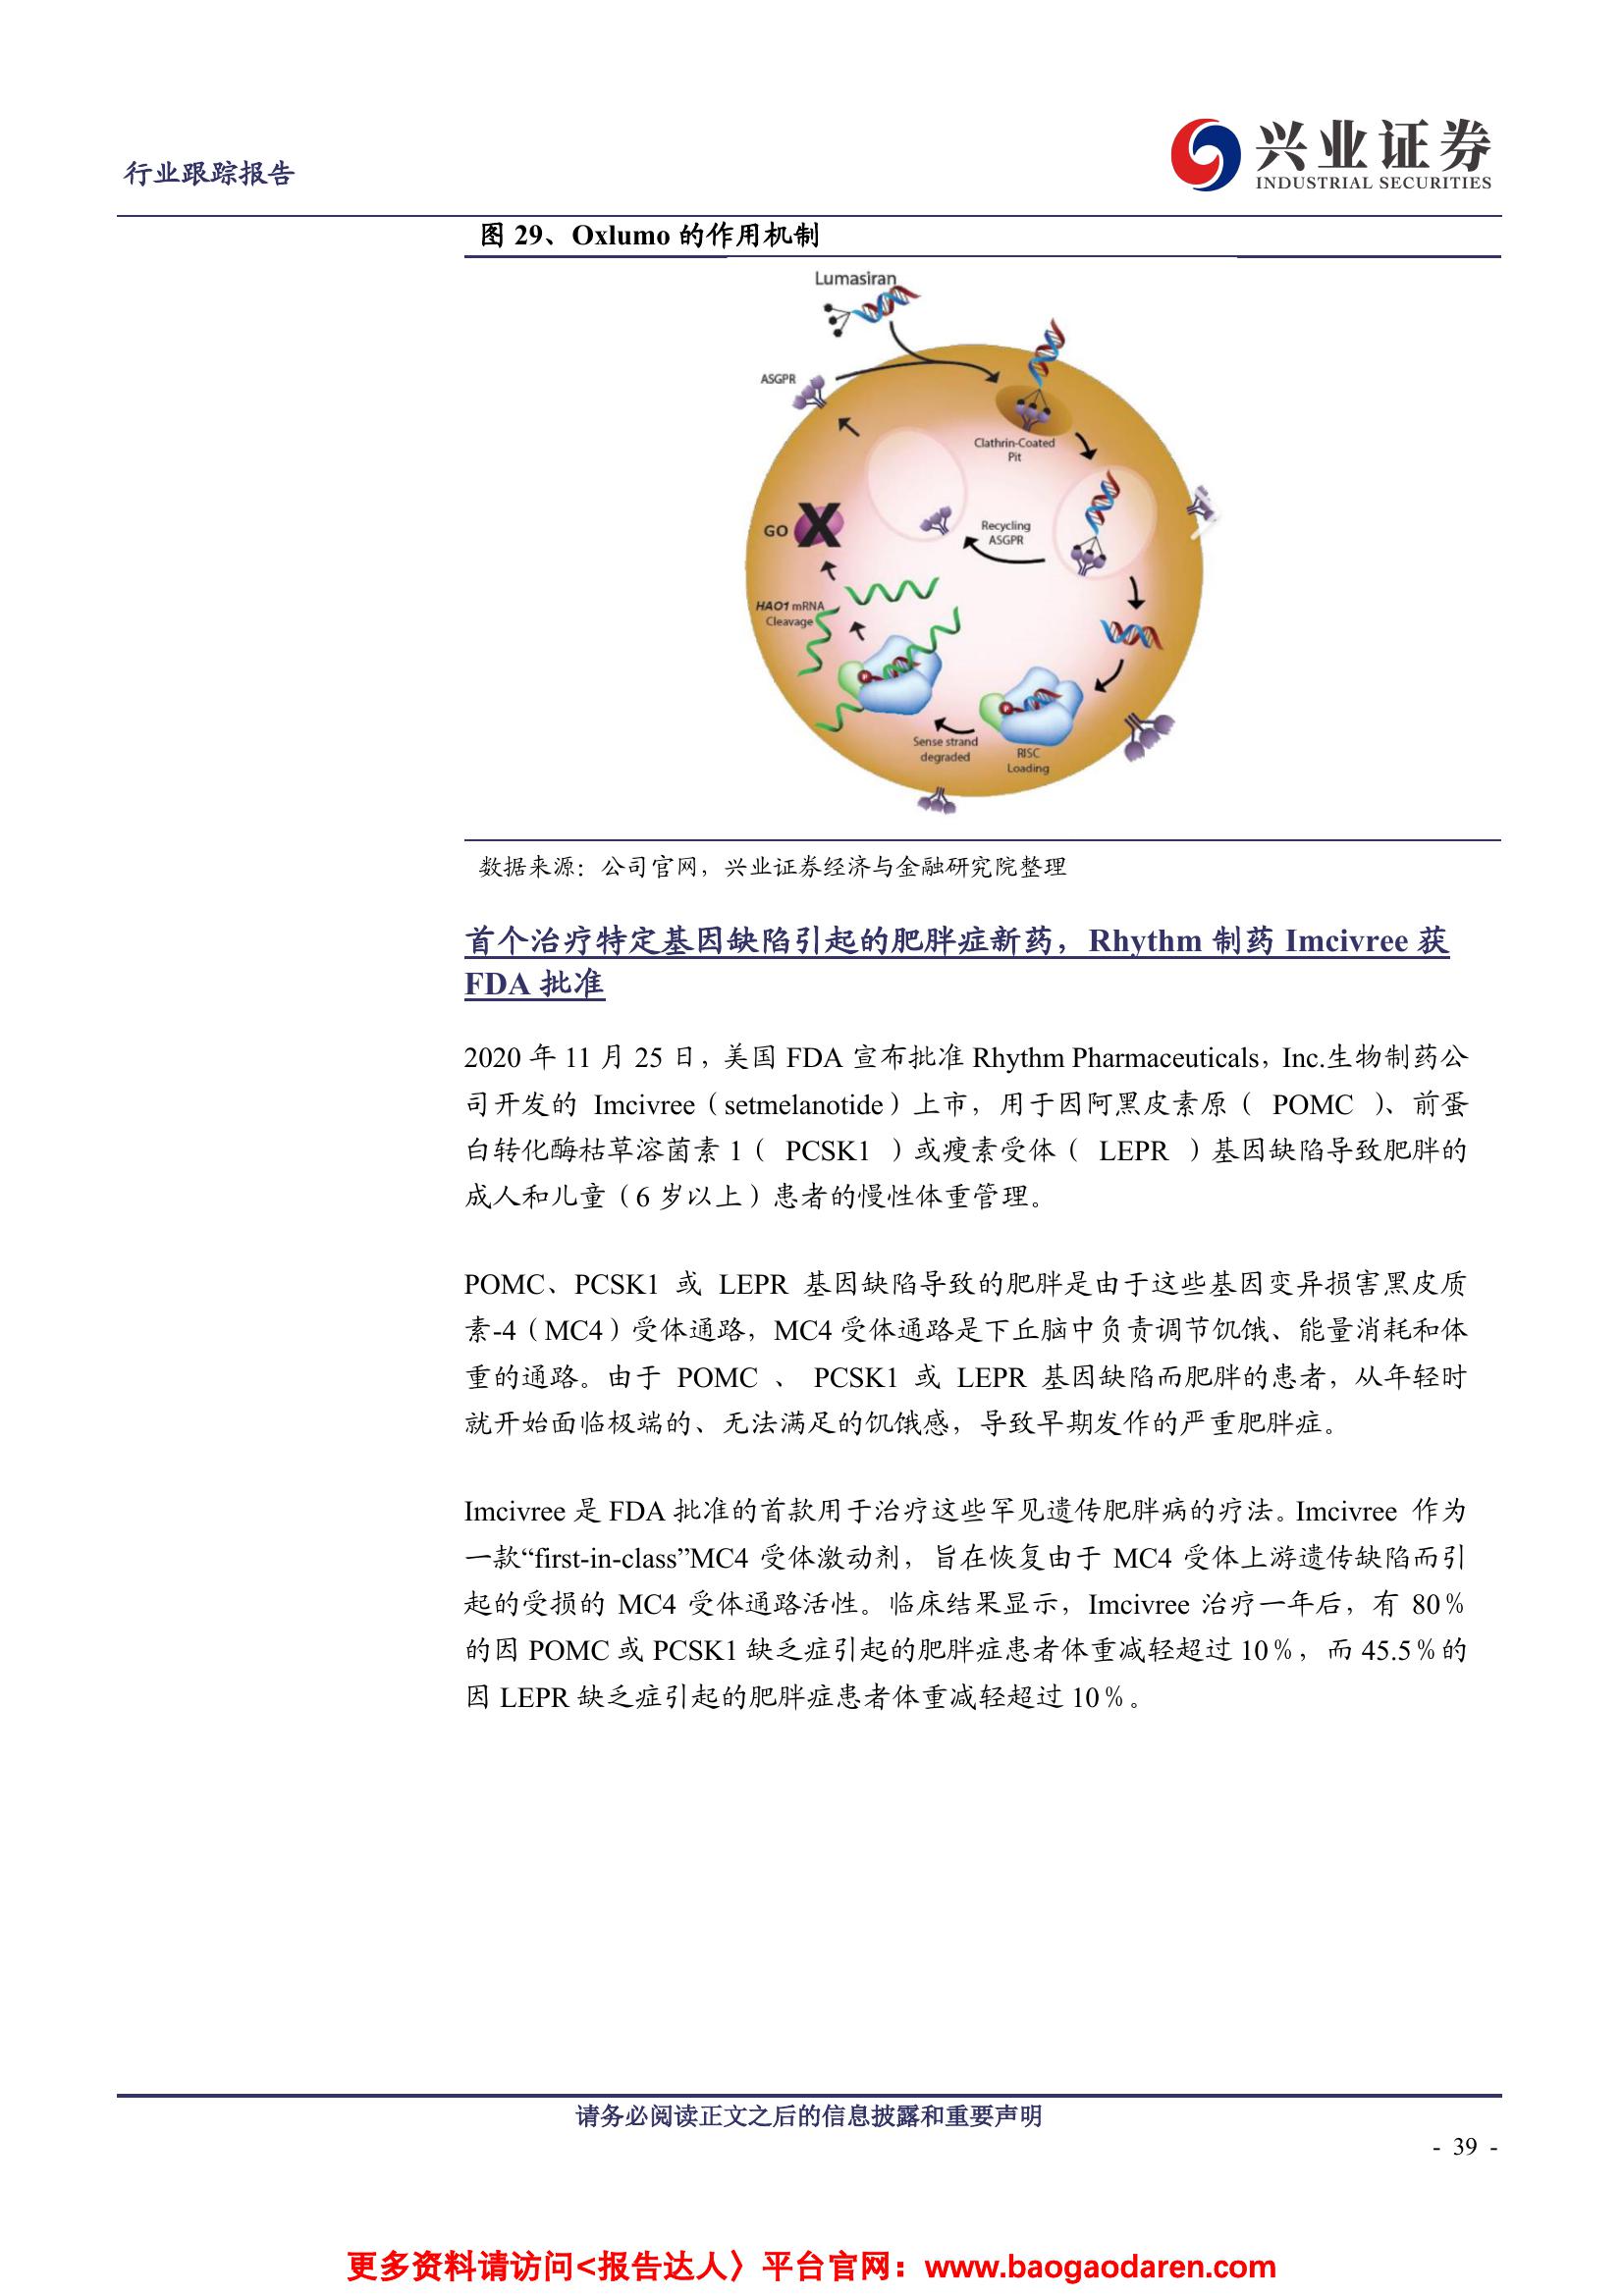 行业跟踪报告
兴业证券
INDUSTRIAL SECURITIES
图 29、Oxlumo 的作用机制
Lumasiran
ASGPR
Clathrin-Coated
Pit
GO
X
Recycling
ASGPR
HAO1 mRNA
Cleavage
Sense strand
degraded
RISC
Loading
数据来源：公司官网，兴业证券经济与金融研究院整理
首个治疗特定基因缺陷引起的肥胖症新药，Rhythm 制药 Imcivree 获
FDA 批准
2020 年 11 月 25 日，美国 FDA 宣布批准 Rhythm Pharmaceuticals，Inc.生物制药公
司开发的 Imcivree（setmelanotide）上市，用于因阿黑皮素原（ POMC ）、前蛋
白转化酶枯草溶菌素 1（ PCSK1 ）或瘦素受体（ LEPR ）基因缺陷导致肥胖的
成人和儿童（6 岁以上）患者的慢性体重管理。
POMC、PCSK1 或 LEPR 基因缺陷导致的肥胖是由于这些基因变异损害黑皮质
素-4（MC4）受体通路，MC4 受体通路是下丘脑中负责调节饥饿、能量消耗和体
重的通路。由于 POMC 、 PCSK1 或 LEPR 基因缺陷而肥胖的患者，从年轻时
就开始面临极端的、无法满足的饥饿感，导致早期发作的严重肥胖症。
Imcivree 是 FDA 批准的首款用于治疗这些罕见遗传肥胖病的疗法。Imcivree 作为
一款“first-in-class”MC4 受体激动剂，旨在恢复由于 MC4 受体上游遗传缺陷而引
起的受损的 MC4 受体通路活性。临床结果显示，Imcivree 治疗一年后，有 80％
的因 POMC 或 PCSK1 缺乏症引起的肥胖症患者体重减轻超过 10％，而 45.5％的
因 LEPR 缺乏症引起的肥胖症患者体重减轻超过 10％。
请务必阅读正文之后的信息披露和重要声明
- 39 -
更多资料请访问<报告达人〉平台官网：www.baogaodaren.com